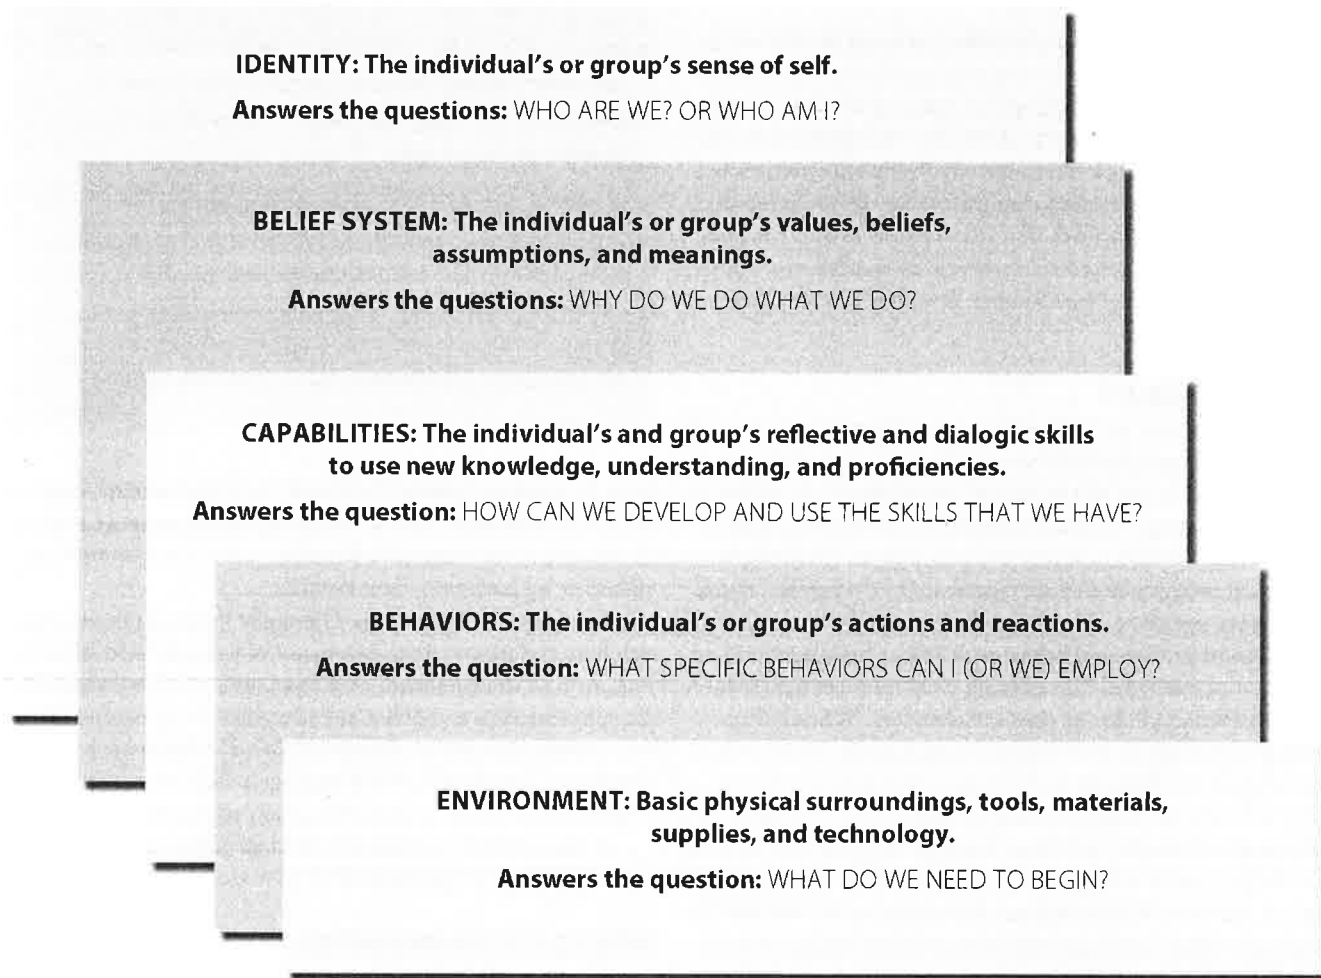 IDENTITY: The individual's or group's sense of self.
Answers the questions: WHO ARE WE? OR WHO AM I?
BELIEF SYSTEM: The individual's or group's values, beliefs,
assumptions, and meanings.
Answers the questions: WHY DO WE DO WHAT WE DO?
CAPABILITIES: The individual's and group's reflective and dialogic skills
to use new knowledge, understanding, and proficiencies.
Answers the question: HOW CAN WE DEVELOP AND USE THE SKILLS THAT WE HAVE?
BEHAVIORS: The individual's or group's actions and reactions.
Answers the question: WHAT SPECIFIC BEHAVIORS CAN I (OR WE) EMPLOY?
ENVIRONMENT: Basic physical surroundings, tools, materials,
supplies, and technology.
Answers the question: WHAT DO WE NEED TO BEGIN?